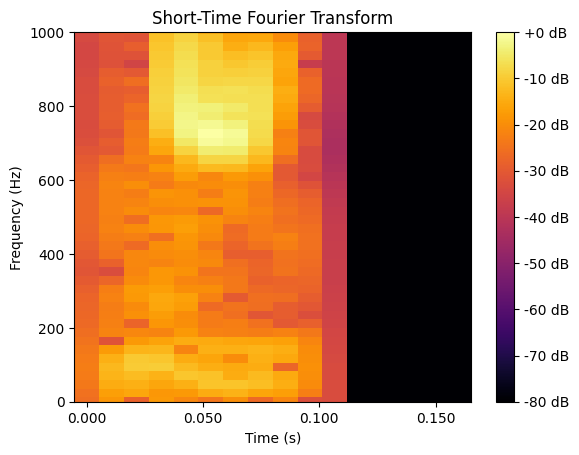 Short-Time Fourier Transform
Frequency (Hz)
1000
800
600
400
200
0
0.000
0.050
0.100
0.150
Time (s)
+0 dB
-10 dB
-20 dB
-30 dB
-40 dB
-50 dB
-60 dB
-70 dB
-80 dB